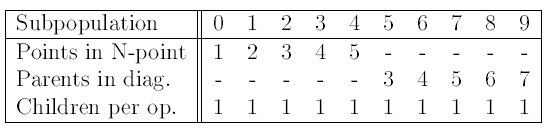 Subpopulation 0 1 2 3 4 5 6 7 8 9
Points in N-point 1 2 3 4 5 - - - - -
Parents in diag. - - - - - 3 4 5 6 7
Children per op. 1 1 1 1 1 1 1 1 1 1